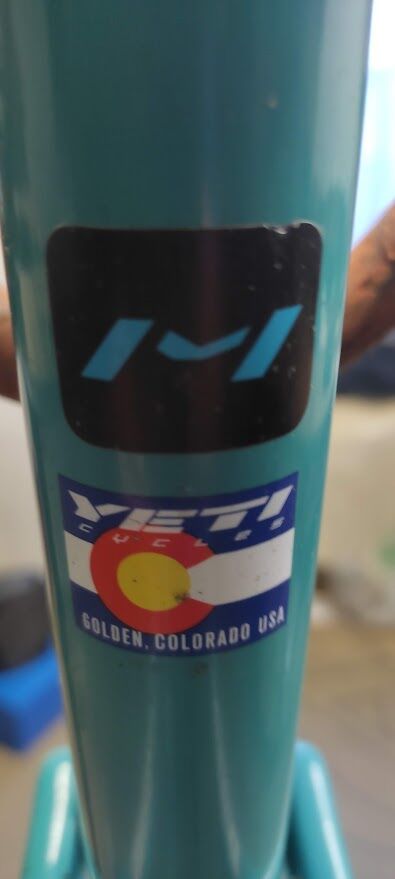 M
YETI
CYCLES
GOLDEN, COLORADO USA